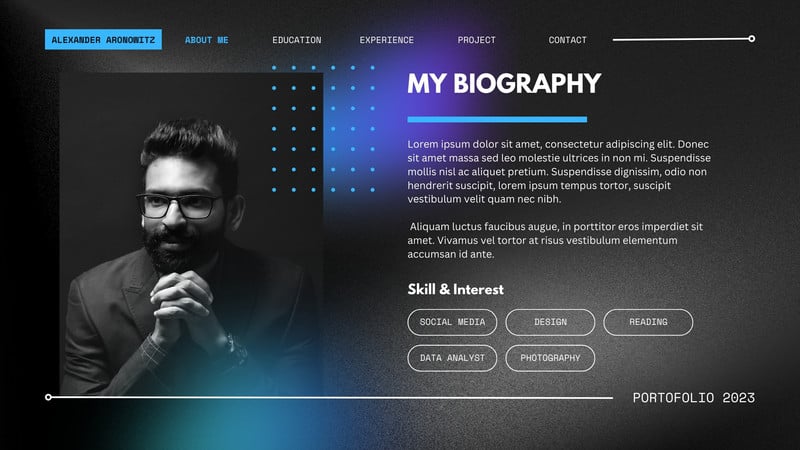 ALEXANDER ARONOWITZ ABOUT ME EDUCATION EXPERIENCE PROJECT CONTACT
MY BIOGRAPHY
Lorem ipsum dolor sit amet, consectetur adipiscing elit. Donec
sit amet massa sed leo molestie ultrices in non mi. Suspendisse
mollis nisl ac aliquet pretium. Suspendisse dignissim, odio non
hendrerit suscipit, lorem ipsum tempus tortor, suscipit
vestibulum velit quam nec nibh.
Aliquam luctus faucibus augue, in porttitor eros imperdiet sit
amet. Vivamus vel tortor at risus vestibulum elementum
accumsan id ante.
Skill & Interest
SOCIAL MEDIA DESIGN READING
DATA ANALYST PHOTOGRAPHY
PORTOFOLIO 2023